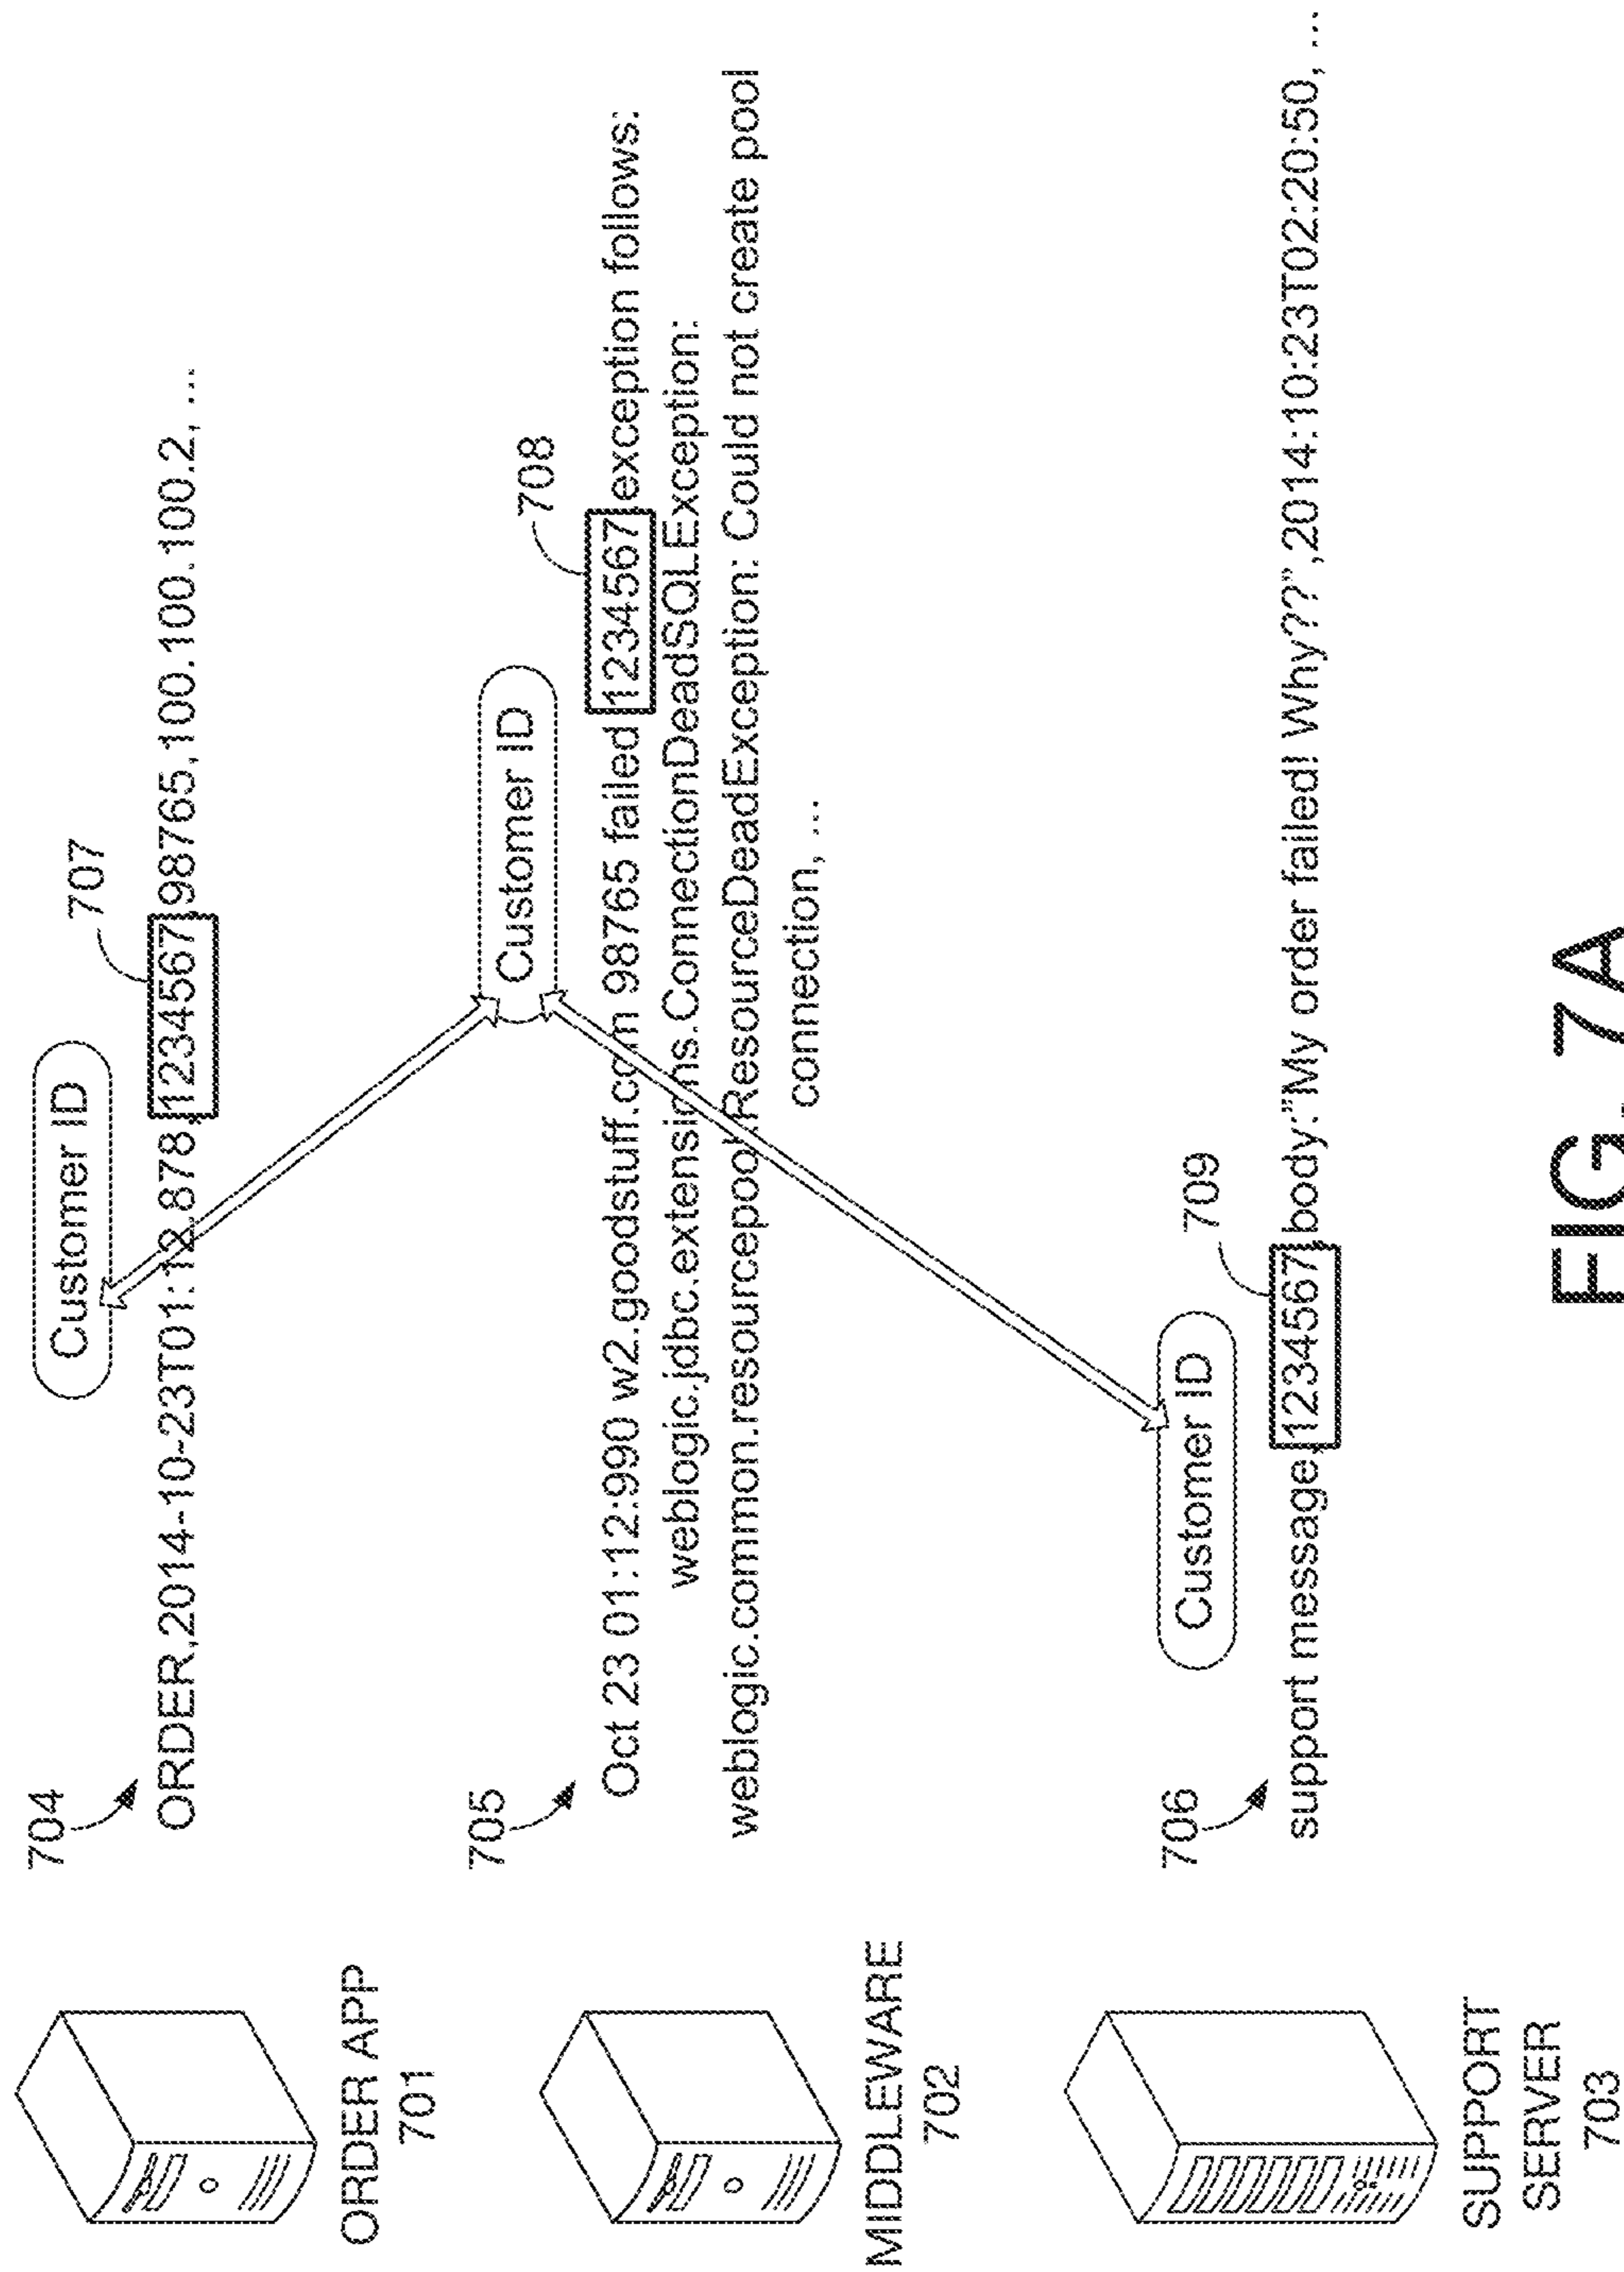 704
Customer ID
707
ORDER,2014-10-23T01:12.878,1234567,98765,100.100.100.2, ...
ORDER APP
701
705
Customer ID
708
Oct 23 01:12:990 w2.goodstuff.com 98765 failed 1234567,exception follows:
weblogic.jdbc.extensions.ConnectionDeadSQLException:
weblogic.common.resourcepool.ResourceDeadException: Could not create pool
connection, ...
MIDDLEWARE
702
706
Customer ID
709
support message,1234567,body:"My order failed! Why??",2014:10:23T02:20:50, ...
SUPPORT
SERVER
703
FIG. 7A